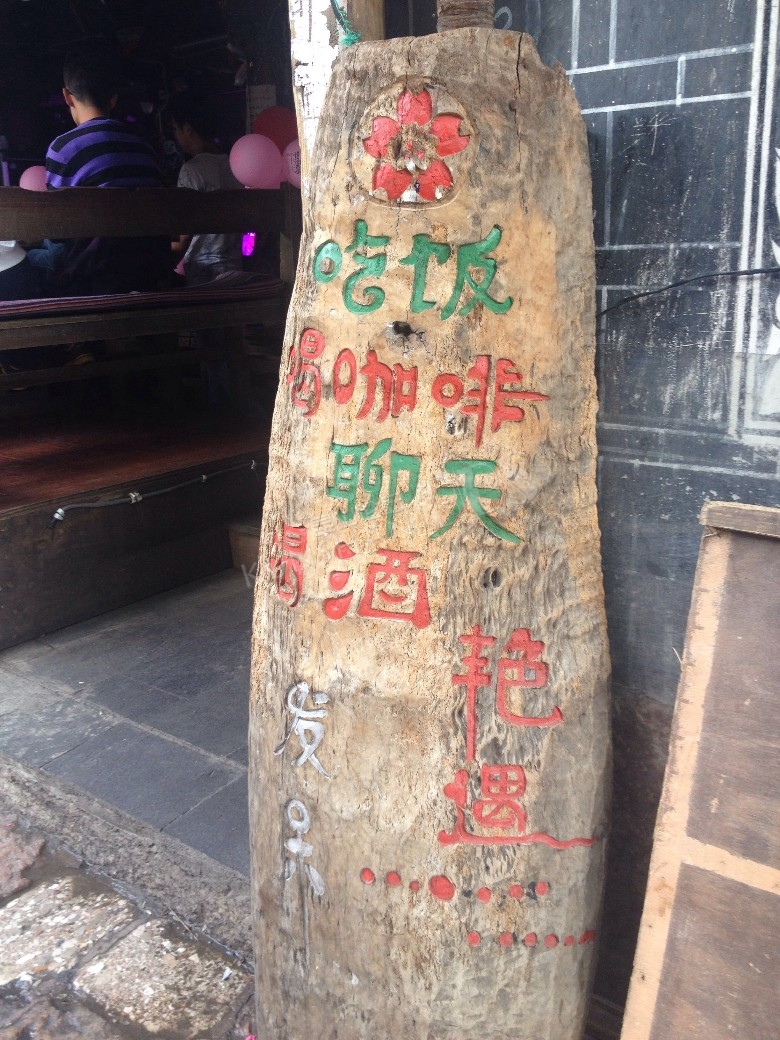 吃饭
喝咖啡
聊天
喝酒
艳遇
发呆
............